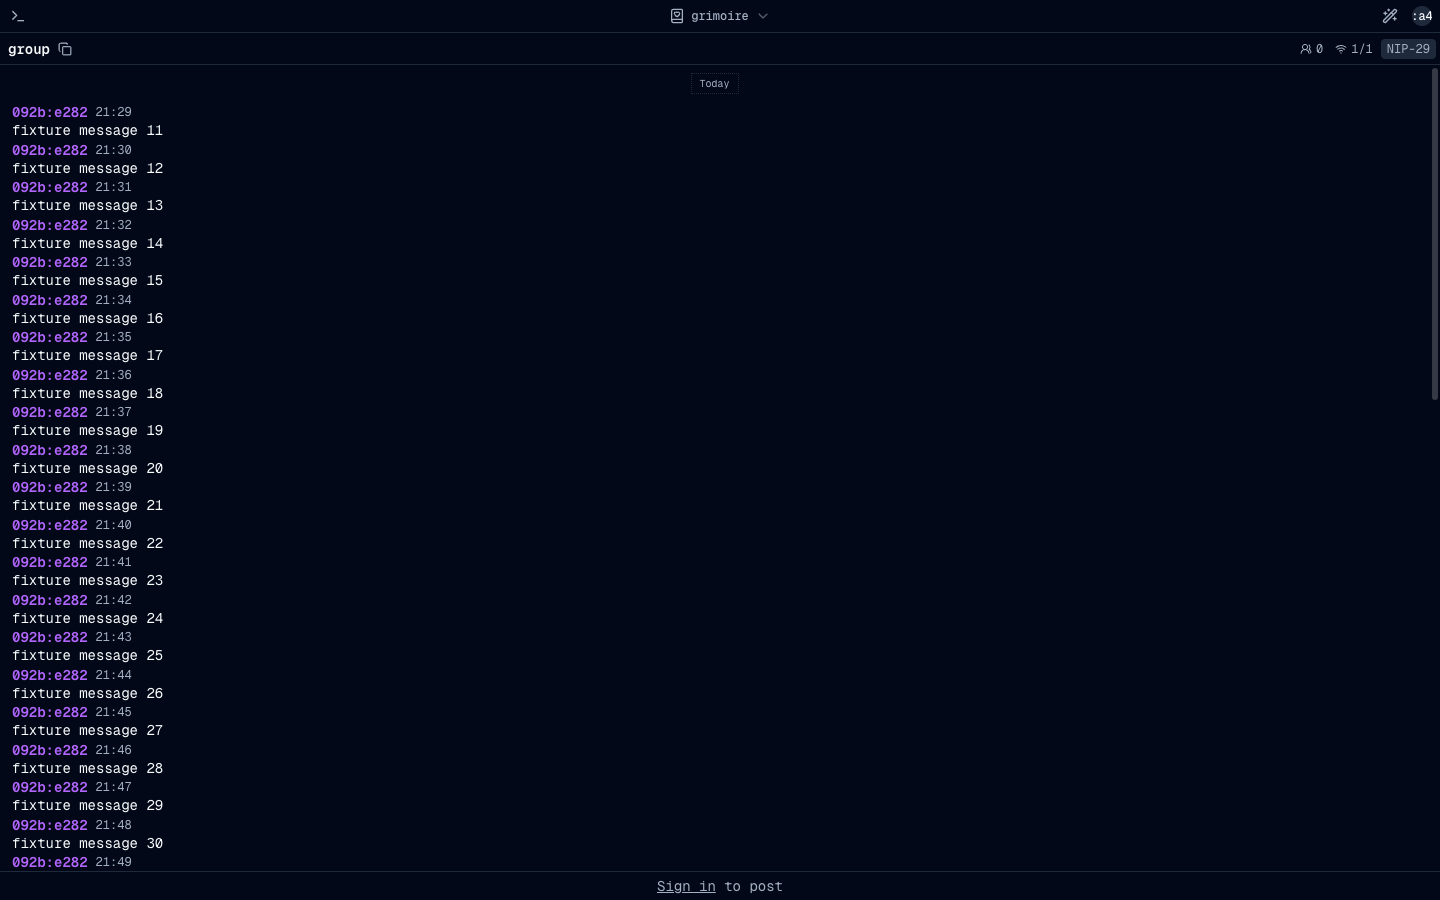 grimoire
:a4
group
0
1/1
NIP-29
Today
092b:e282 21:29
fixture message 11
092b:e282 21:30
fixture message 12
092b:e282 21:31
fixture message 13
092b:e282 21:32
fixture message 14
092b:e282 21:33
fixture message 15
092b:e282 21:34
fixture message 16
092b:e282 21:35
fixture message 17
092b:e282 21:36
fixture message 18
092b:e282 21:37
fixture message 19
092b:e282 21:38
fixture message 20
092b:e282 21:39
fixture message 21
092b:e282 21:40
fixture message 22
092b:e282 21:41
fixture message 23
092b:e282 21:42
fixture message 24
092b:e282 21:43
fixture message 25
092b:e282 21:44
fixture message 26
092b:e282 21:45
fixture message 27
092b:e282 21:46
fixture message 28
092b:e282 21:47
fixture message 29
092b:e282 21:48
fixture message 30
092b:e282 21:49
Sign in to post